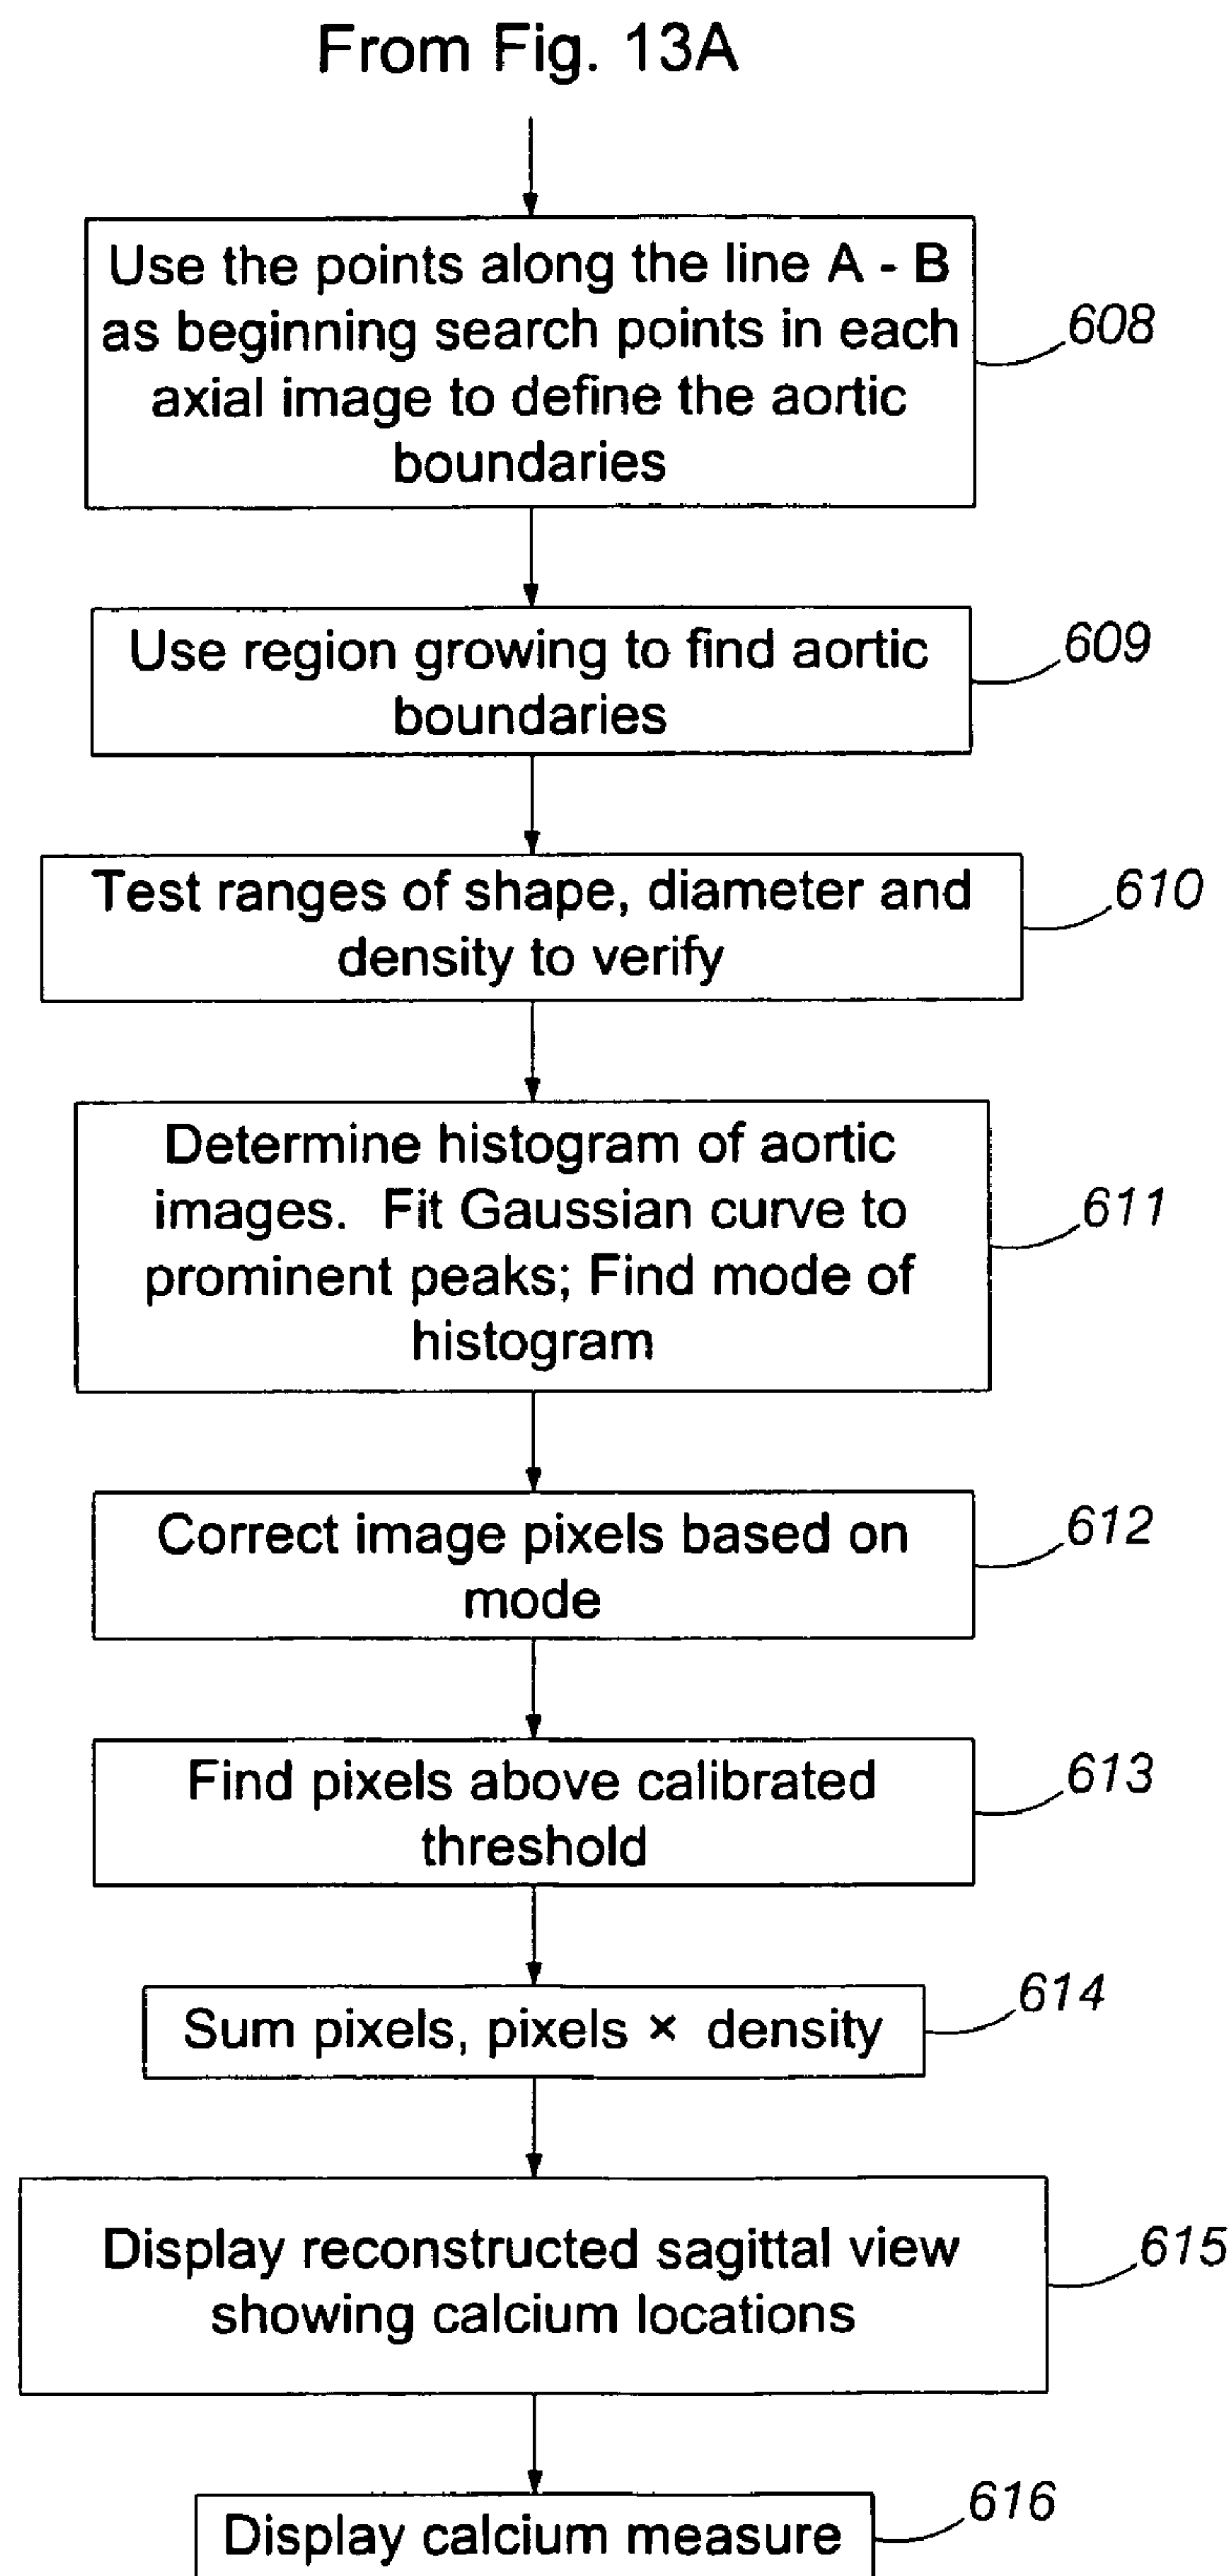 From Fig. 13A
Use the points along the line A - B
as beginning search points in each
axial image to define the aortic
boundaries
608
Use region growing to find aortic
boundaries
609
Test ranges of shape, diameter and
density to verify
610
Determine histogram of aortic
images. Fit Gaussian curve to
prominent peaks; Find mode of
histogram
611
Correct image pixels based on
mode
612
Find pixels above calibrated
threshold
613
Sum pixels, pixels × density
614
Display reconstructed sagittal view
showing calcium locations
615
Display calcium measure
616